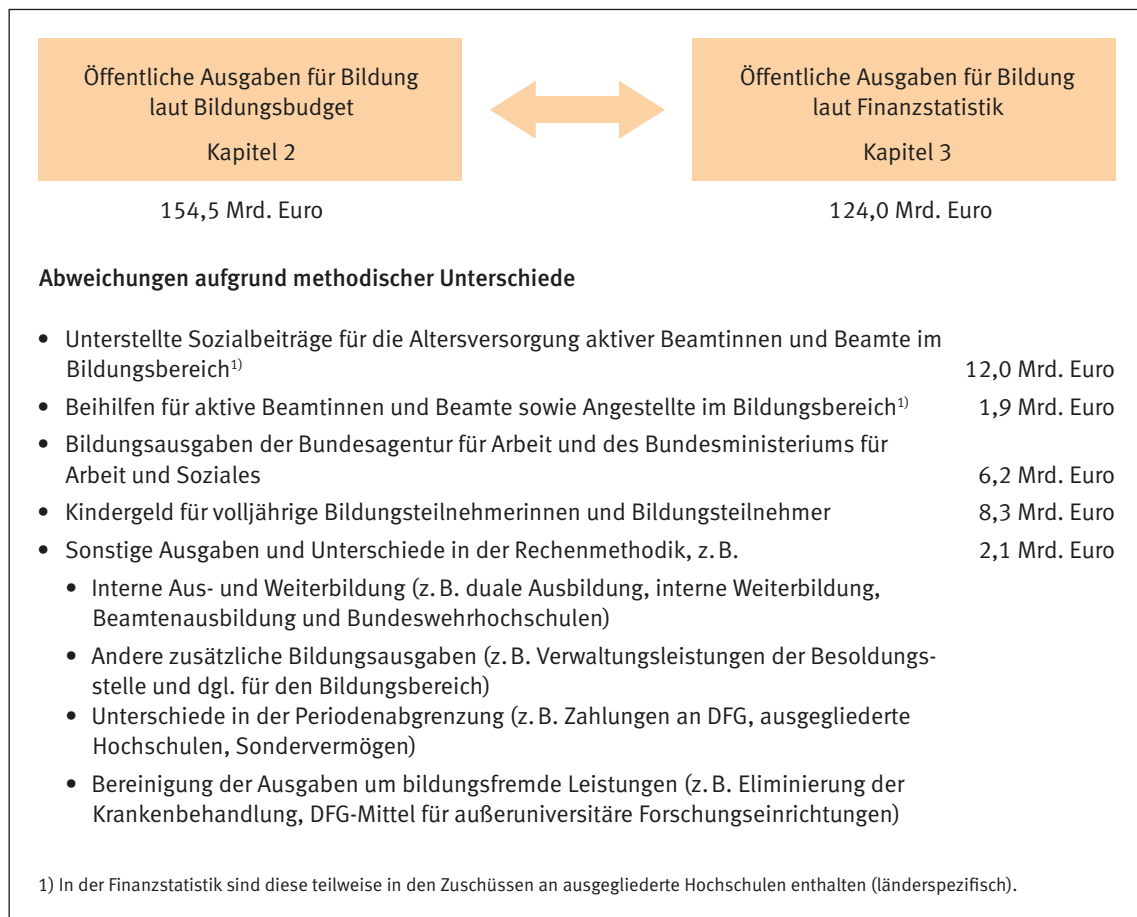 Öffentliche Ausgaben für Bildung
laut Bildungsbudget
Kapitel 2
154,5 Mrd. Euro
Öffentliche Ausgaben für Bildung
laut Finanzstatistik
Kapitel 3
124,0 Mrd. Euro
Abweichungen aufgrund methodischer Unterschiede
• Unterstellte Sozialbeiträge für die Altersversorgung aktiver Beamtinnen und Beamte im
Bildungsbereich1) 12,0 Mrd. Euro
• Beihilfen für aktive Beamtinnen und Beamte sowie Angestellte im Bildungsbereich1) 1,9 Mrd. Euro
• Bildungsausgaben der Bundesagentur für Arbeit und des Bundesministeriums für
Arbeit und Soziales 6,2 Mrd. Euro
• Kindergeld für volljährige Bildungsteilnehmerinnen und Bildungsteilnehmer 8,3 Mrd. Euro
• Sonstige Ausgaben und Unterschiede in der Rechenmethodik, z. B. 2,1 Mrd. Euro
• Interne Aus- und Weiterbildung (z. B. duale Ausbildung, interne Weiterbildung,
Beamtenausbildung und Bundeswehrhochschulen)
• Andere zusätzliche Bildungsausgaben (z. B. Verwaltungsleistungen der Besoldungs-
stelle und dgl. für den Bildungsbereich)
• Unterschiede in der Periodenabgrenzung (z. B. Zahlungen an DFG, ausgegliederte
Hochschulen, Sondervermögen)
• Bereinigung der Ausgaben um bildungsfremde Leistungen (z. B. Eliminierung der
Krankenbehandlung, DFG-Mittel für außeruniversitäre Forschungseinrichtungen)
1) In der Finanzstatistik sind diese teilweise in den Zuschüssen an ausgegliederte Hochschulen enthalten (länderspezifisch).